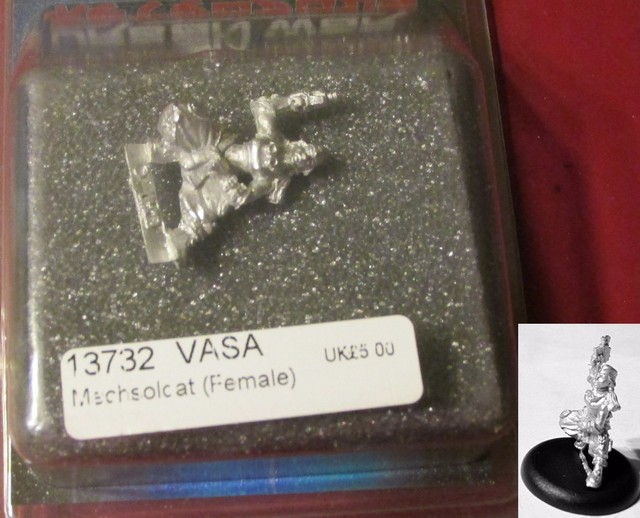 13732 VASA
UK£5 00
Mechsolcat (Female)